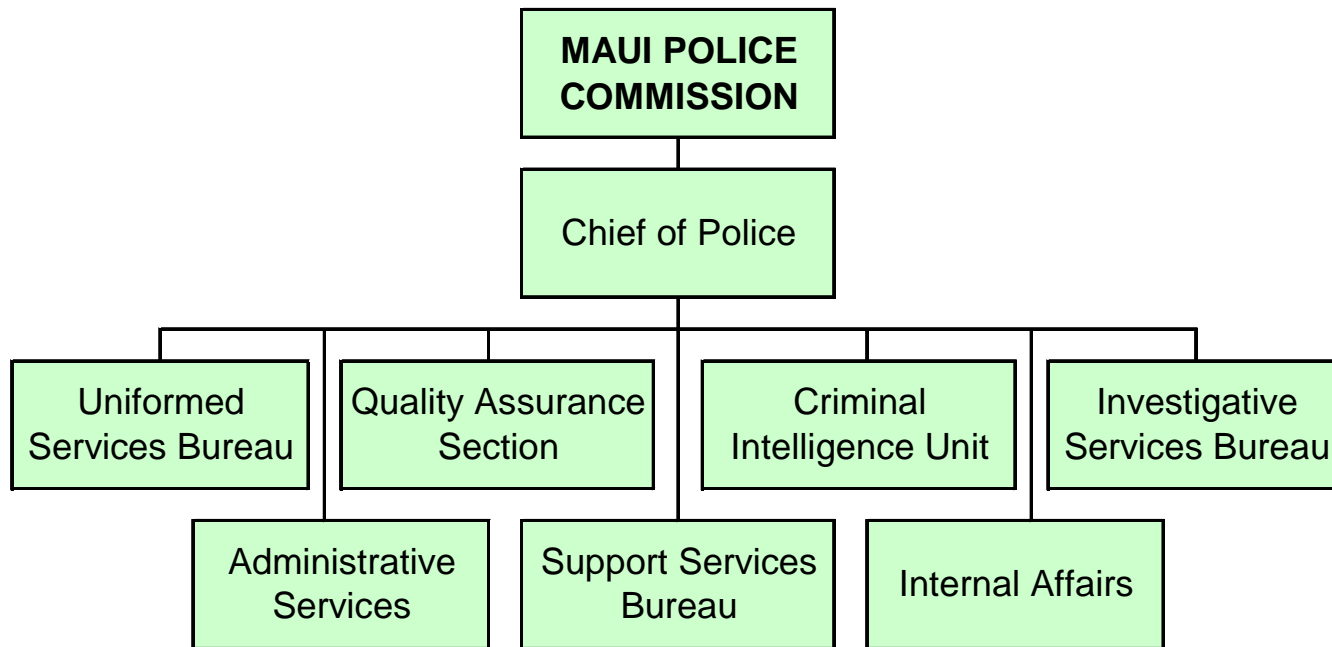 MAUI POLICE
COMMISSION
Chief of Police
Uniformed
Services Bureau
Quality Assurance
Section
Criminal
Intelligence Unit
Investigative
Services Bureau
Administrative
Services
Support Services
Bureau
Internal Affairs